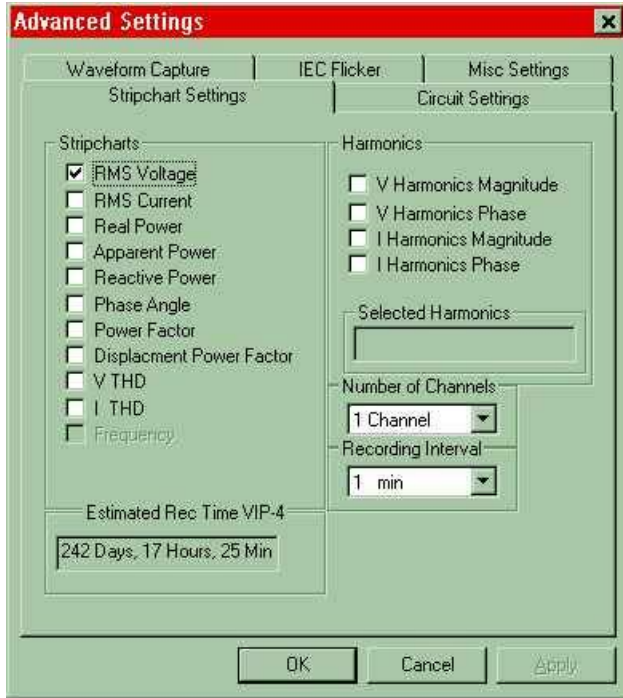 Advanced Settings
Waveform Capture
IEC Flicker
Misc Settings
Stripchart Settings
Circuit Settings
Stripcharts
RMS Voltage
RMS Current
Real Power
Apparent Power
Reactive Power
Phase Angle
Power Factor
Displacment Power Factor
V THD
I THD
Frequency
Estimated Rec Time VIP-4
242 Days, 17 Hours, 25 Min
Harmonics
V Harmonics Magnitude
V Harmonics Phase
I Harmonics Magnitude
I Harmonics Phase
Selected Harmonics
Number of Channels
1 Channel
Recording Interval
1 min
OK
Cancel
Apply